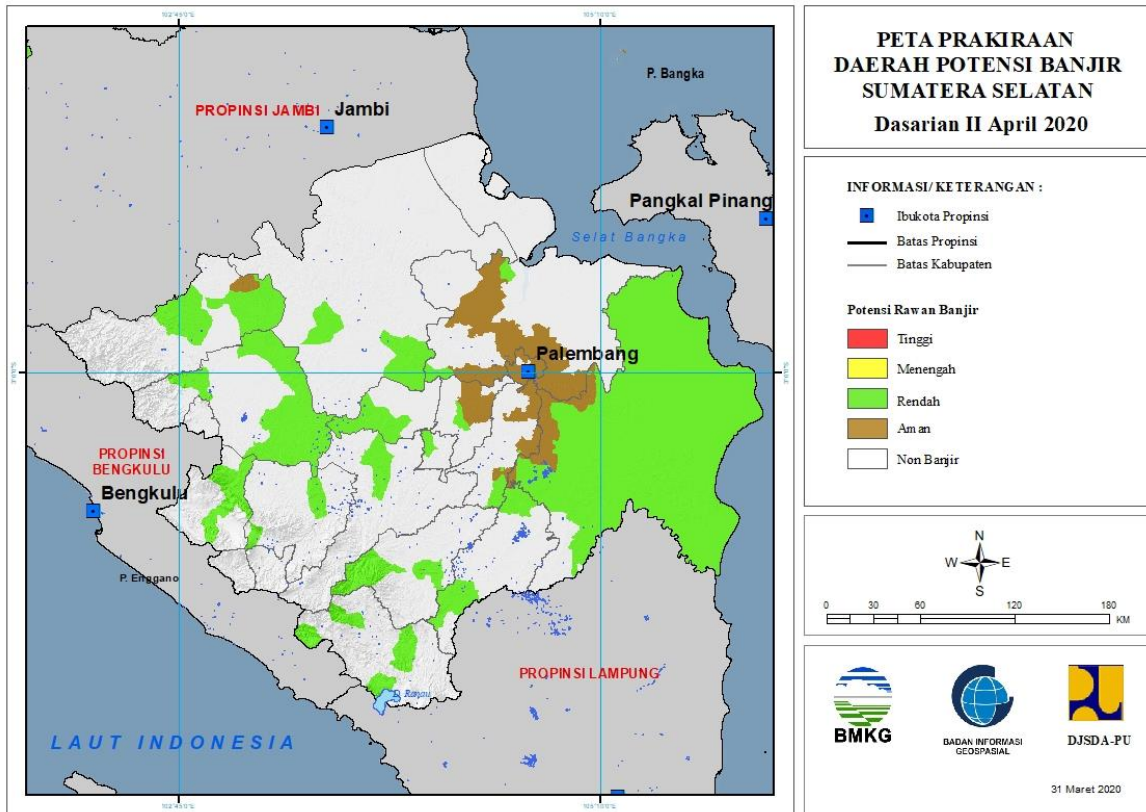 PETA PRAKIRAAN
DAERAH POTENSI BANJIR
SUMATERA SELATAN
Dasarian II April 2020
INFORMASI/ KETERANGAN :
Ibukota Propinsi
Batas Propinsi
Batas Kabupaten
Potensi Rawan Banjir
Tinggi
Menengah
Rendah
Aman
Non Banjir
N
W E
S
0 30 60 120 180
KM
BMKG
BADAN INFORMASI
GEOSPASIAL
DJSDA-PU
31 Maret 2020
P. Bangka
PROPINSI JAMBI
Jambi
Pangkal Pinang
Selat Bangka
Palembang
PROPINSI
BENGKULU
Bengkulu
P. Enggano
PROPINSI LAMPUNG
D. Ranau
LAUT INDONESIA